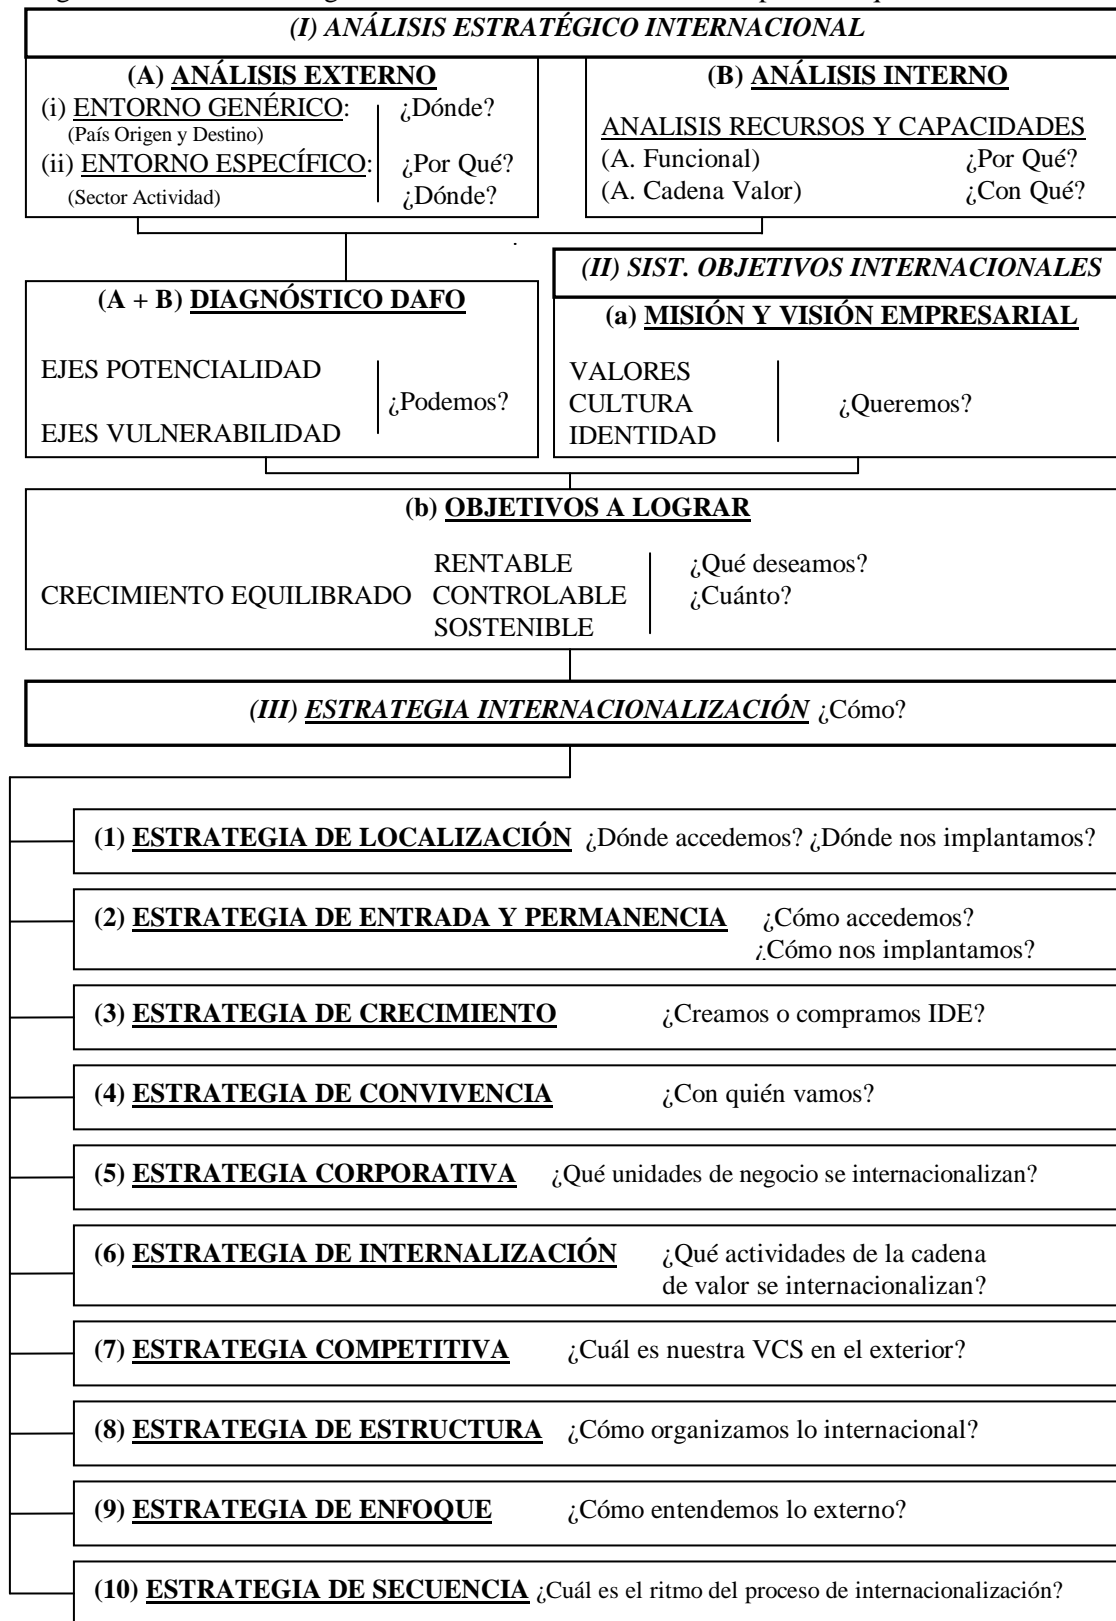 (I) ANÁLISIS ESTRATÉGICO INTERNACIONAL
(A) ANÁLISIS EXTERNO
(i) ENTORNO GENÉRICO: ¿Dónde?
(País Origen y Destino)
(ii) ENTORNO ESPECÍFICO: ¿Por Qué?
(Sector Actividad) ¿Dónde?
(B) ANÁLISIS INTERNO
ANALISIS RECURSOS Y CAPACIDADES
(A. Funcional) ¿Por Qué?
(A. Cadena Valor) ¿Con Qué?
(A + B) DIAGNÓSTICO DAFO
EJES POTENCIALIDAD
¿Podemos?
EJES VULNERABILIDAD
(II) SIST. OBJETIVOS INTERNACIONALES
(a) MISIÓN Y VISIÓN EMPRESARIAL
VALORES
CULTURA ¿Queremos?
IDENTIDAD
(b) OBJETIVOS A LOGRAR
RENTABLE ¿Qué deseamos?
CRECIMIENTO EQUILIBRADO CONTROLABLE ¿Cuánto?
SOSTENIBLE
(III) ESTRATEGIA INTERNACIONALIZACIÓN ¿Cómo?
(1) ESTRATEGIA DE LOCALIZACIÓN ¿Dónde accedemos? ¿Dónde nos implantamos?
(2) ESTRATEGIA DE ENTRADA Y PERMANENCIA ¿Cómo accedemos?
¿Cómo nos implantamos?
(3) ESTRATEGIA DE CRECIMIENTO ¿Creamos o compramos IDE?
(4) ESTRATEGIA DE CONVIVENCIA ¿Con quién vamos?
(5) ESTRATEGIA CORPORATIVA ¿Qué unidades de negocio se internacionalizan?
(6) ESTRATEGIA DE INTERNALIZACIÓN ¿Qué actividades de la cadena
de valor se internacionalizan?
(7) ESTRATEGIA COMPETITIVA ¿Cuál es nuestra VCS en el exterior?
(8) ESTRATEGIA DE ESTRUCTURA ¿Cómo organizamos lo internacional?
(9) ESTRATEGIA DE ENFOQUE ¿Cómo entendemos lo externo?
(10) ESTRATEGIA DE SECUENCIA ¿Cuál es el ritmo del proceso de internacionalización?